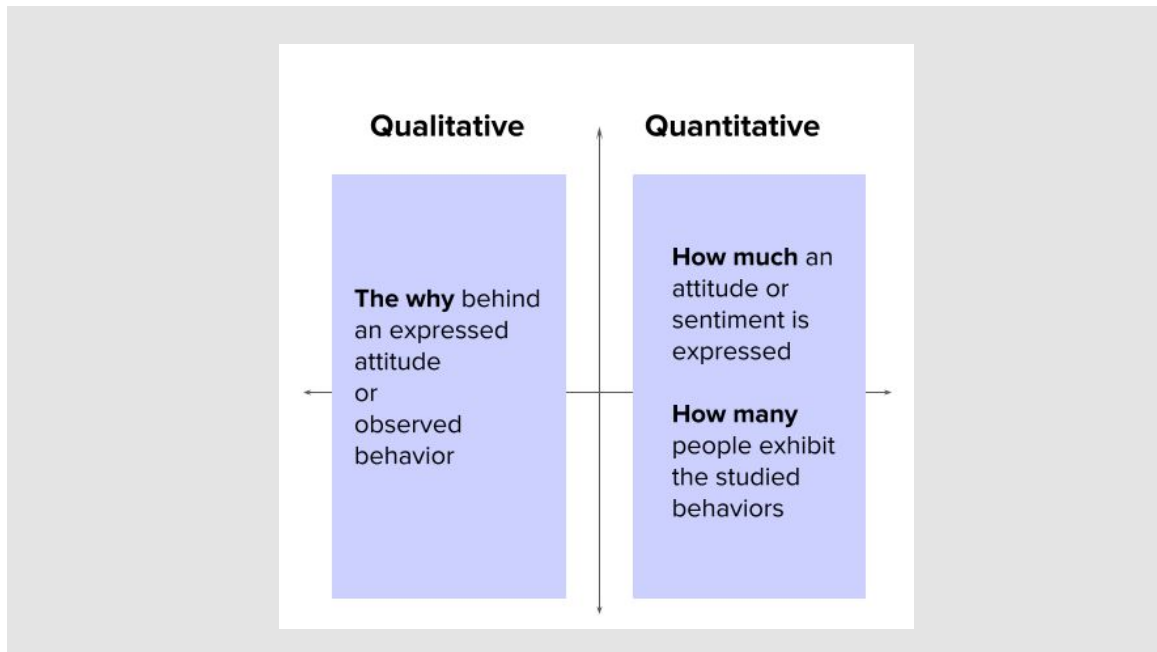 Qualitative
Quantitative
The why behind
an expressed
attitude
or
observed
behavior
How much an
attitude or
sentiment is
expressed
How many
people exhibit
the studied
behaviors